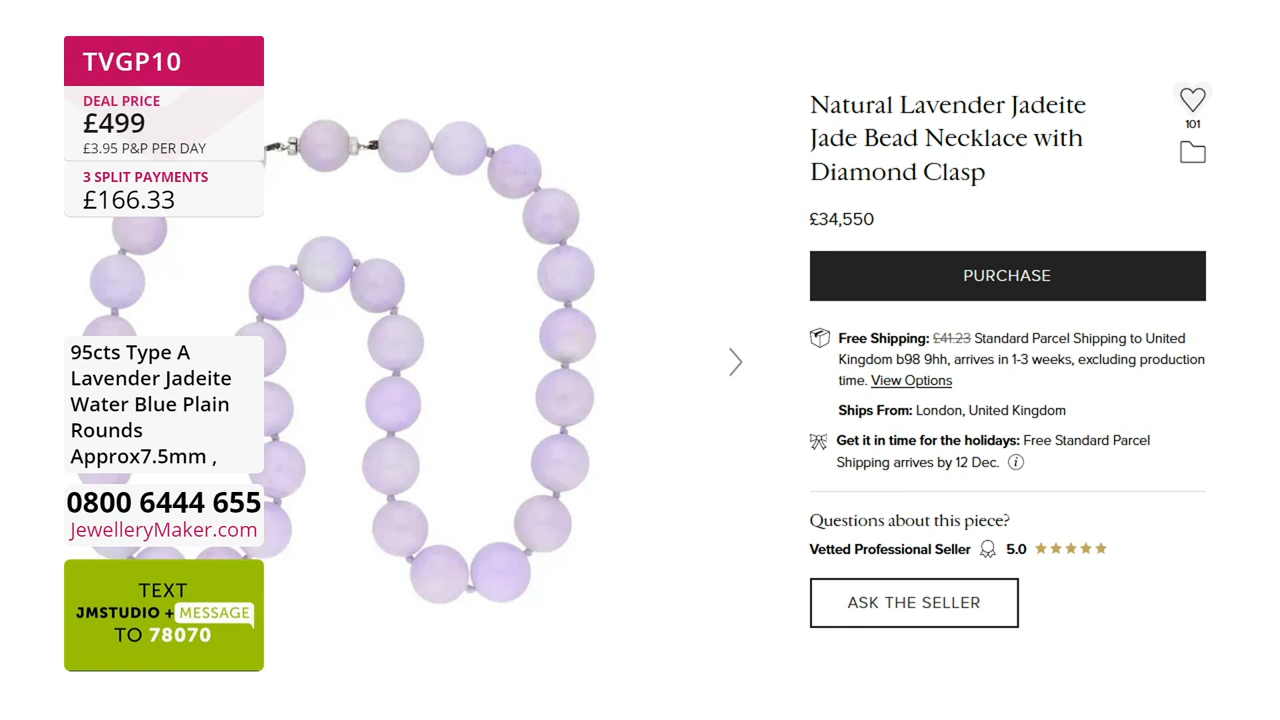 TVGP10
DEAL PRICE
£499
£3.95 P&P PER DAY
3 SPLIT PAYMENTS
£166.33
95cts Type A
Lavender Jadeite
Water Blue Plain
Rounds
Approx7.5mm ,
0800 6444 655
JewelleryMaker.com
TEXT
JMSTUDIO + MESSAGE
TO 78070
Natural Lavender Jadeite
Jade Bead Necklace with
Diamond Clasp
101
£34,550
PURCHASE
Free Shipping: £41.23 Standard Parcel Shipping to United
Kingdom b98 9hh, arrives in 1-3 weeks, excluding production
time. View Options
Ships From: London, United Kingdom
Get it in time for the holidays: Free Standard Parcel
Shipping arrives by 12 Dec. i
Questions about this piece?
Vetted Professional Seller 5.0
ASK THE SELLER